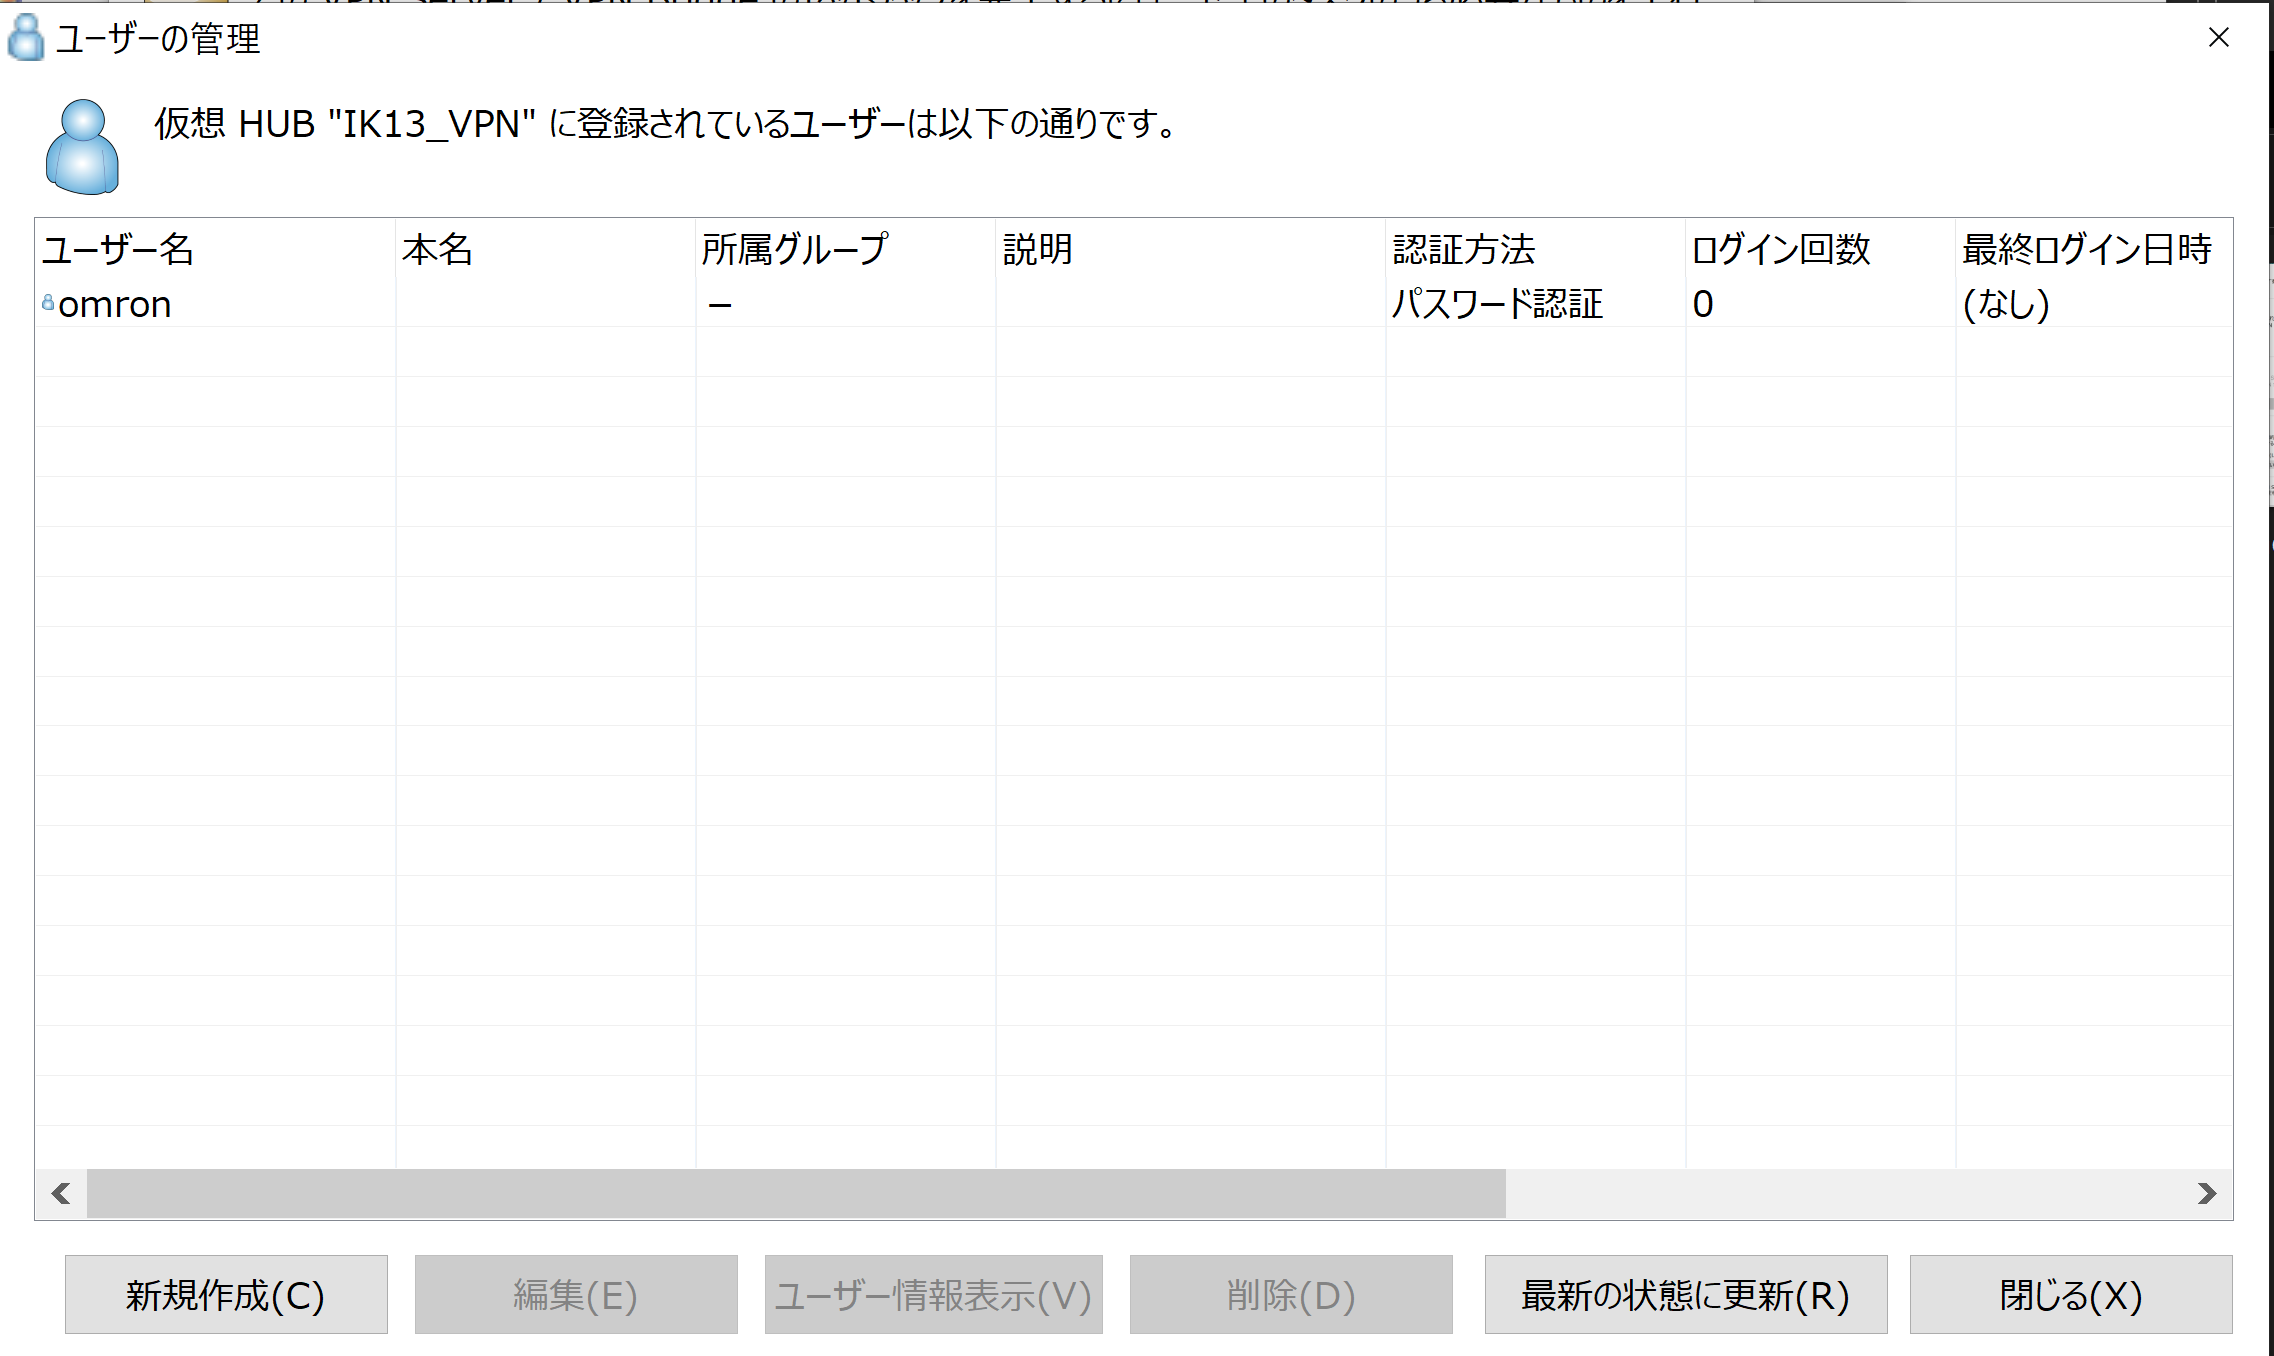 ユーザーの管理
仮想 HUB "IK13_VPN" に登録されているユーザーは以下の通りです。
ユーザー名 本名 所属グループ 説明 認証方法 ログイン回数 最終ログイン日時
omron − パスワード認証 0 (なし)
新規作成(C) 編集(E) ユーザー情報表示(V) 削除(D) 最新の状態に更新(R) 閉じる(X)